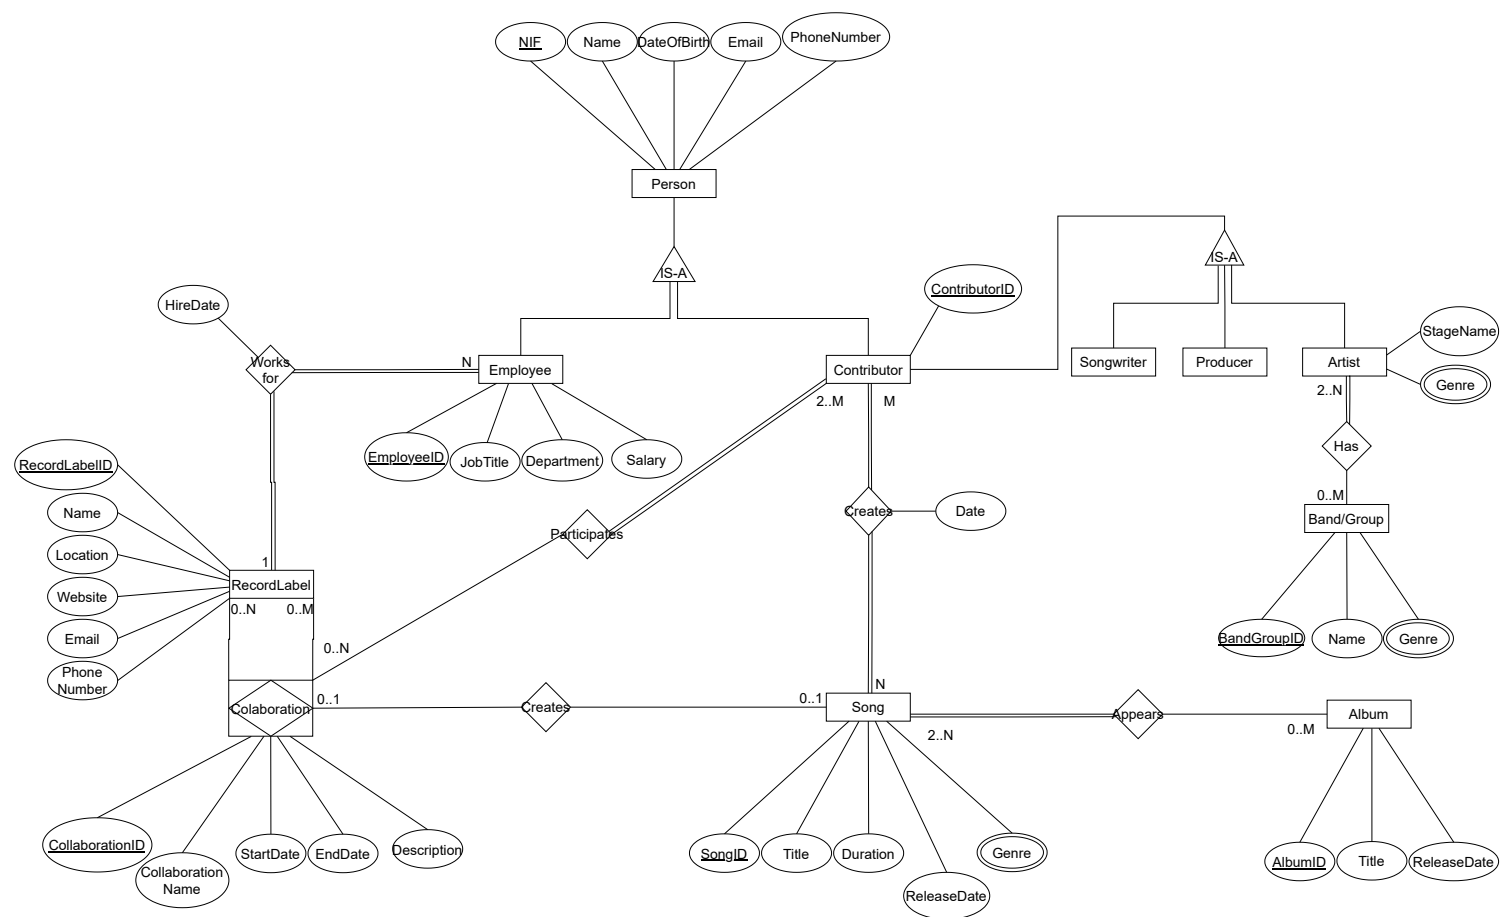 NIF
Name
DateOfBirth
Email
PhoneNumber
Person
IS-A
IS-A
HireDate
ContributorID
StageName
Works
for
N
Employee
Contributor
Songwriter
Producer
Artist
Genre
2..M
M
2..N
EmployeeID
JobTitle
Department
Salary
Has
RecordLabelID
Name
Location
Website
Email
Phone
Number
0..M
Creates
Date
Band/Group
Participates
1
RecordLabel
0..N
0..M
BandGroupID
Name
Genre
0..N
0..1
Colaboration
Creates
0..1
N
Song
2..N
Appears
0..M
Album
CollaborationID
Collaboration
Name
StartDate
EndDate
Description
SongID
Title
Duration
ReleaseDate
Genre
AlbumID
Title
ReleaseDate